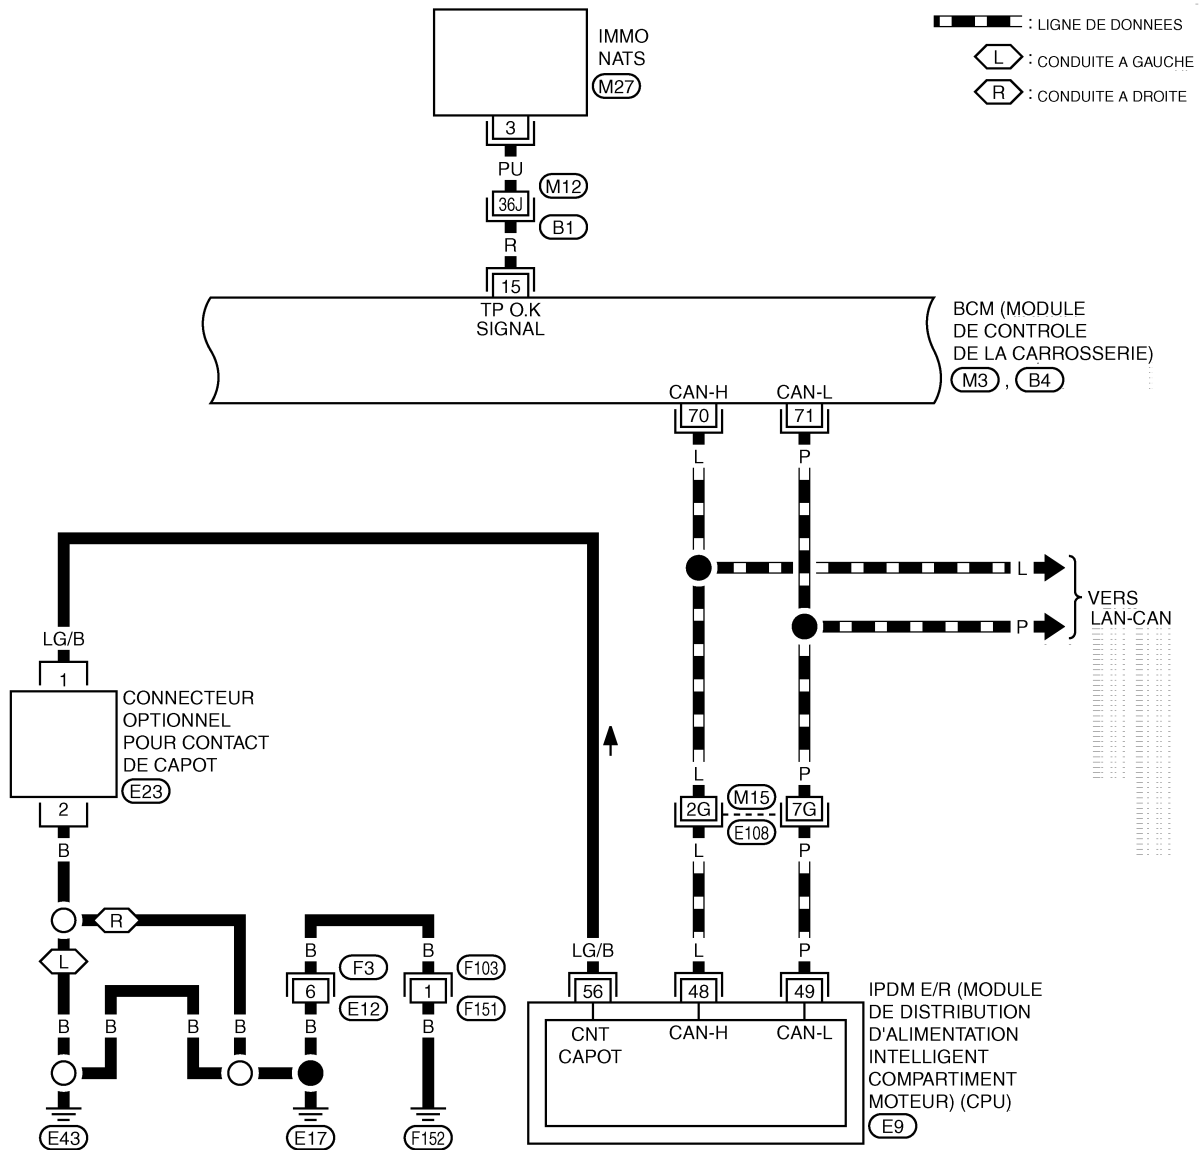 IMMO
NATS
M27
: LIGNE DE DONNEES
L : CONDUITE A GAUCHE
R : CONDUITE A DROITE
3
PU
M12
36J
B1
R
15
TP O.K
SIGNAL
BCM (MODULE
DE CONTROLE
DE LA CARROSSERIE)
M3 , B4
CAN-H CAN-L
70 71
L P
L
VERS
LAN-CAN
P
LG/B
1
CONNECTEUR
OPTIONNEL
POUR CONTACT
DE CAPOT
E23
2
B
L P
2G M15 7G
E108
L P
R
L
B B
F3 F103
6 1
E12 F151
LG/B L P
56 48 49
CNT
CAPOT
CAN-H CAN-L
IPDM E/R (MODULE
DE DISTRIBUTION
D'ALIMENTATION
INTELLIGENT
COMPARTIMENT
MOTEUR) (CPU)
E9
B B B B B B
E43 E17 F152